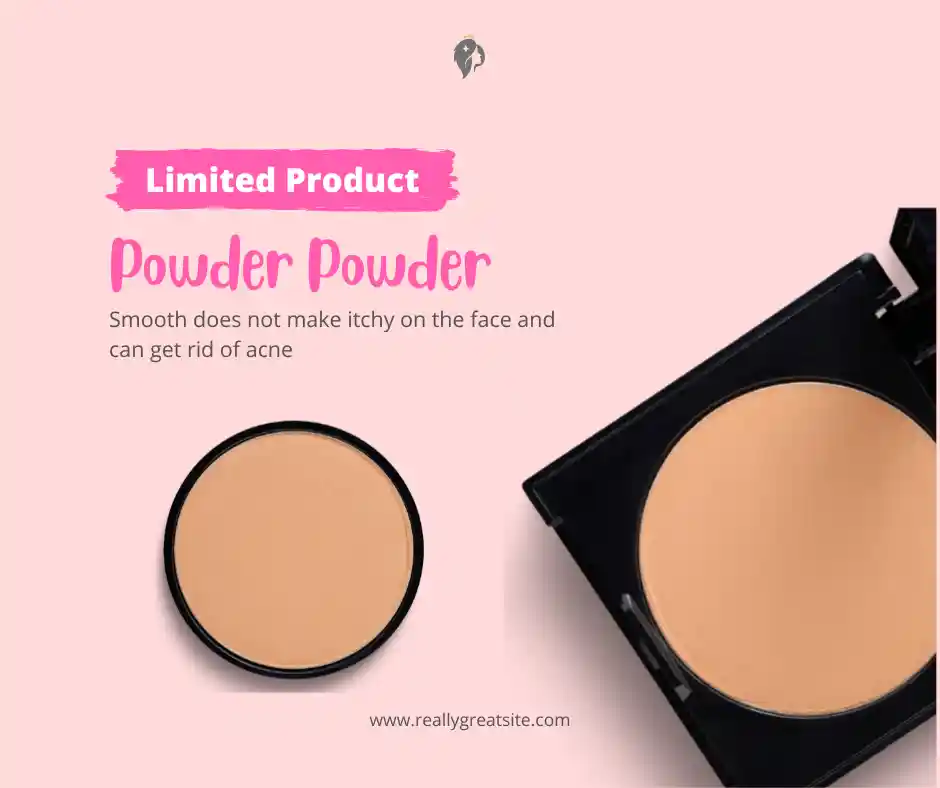 Limited Product
Powder Powder
Smooth does not make itchy on the face and
can get rid of acne
www.reallygreatsite.com